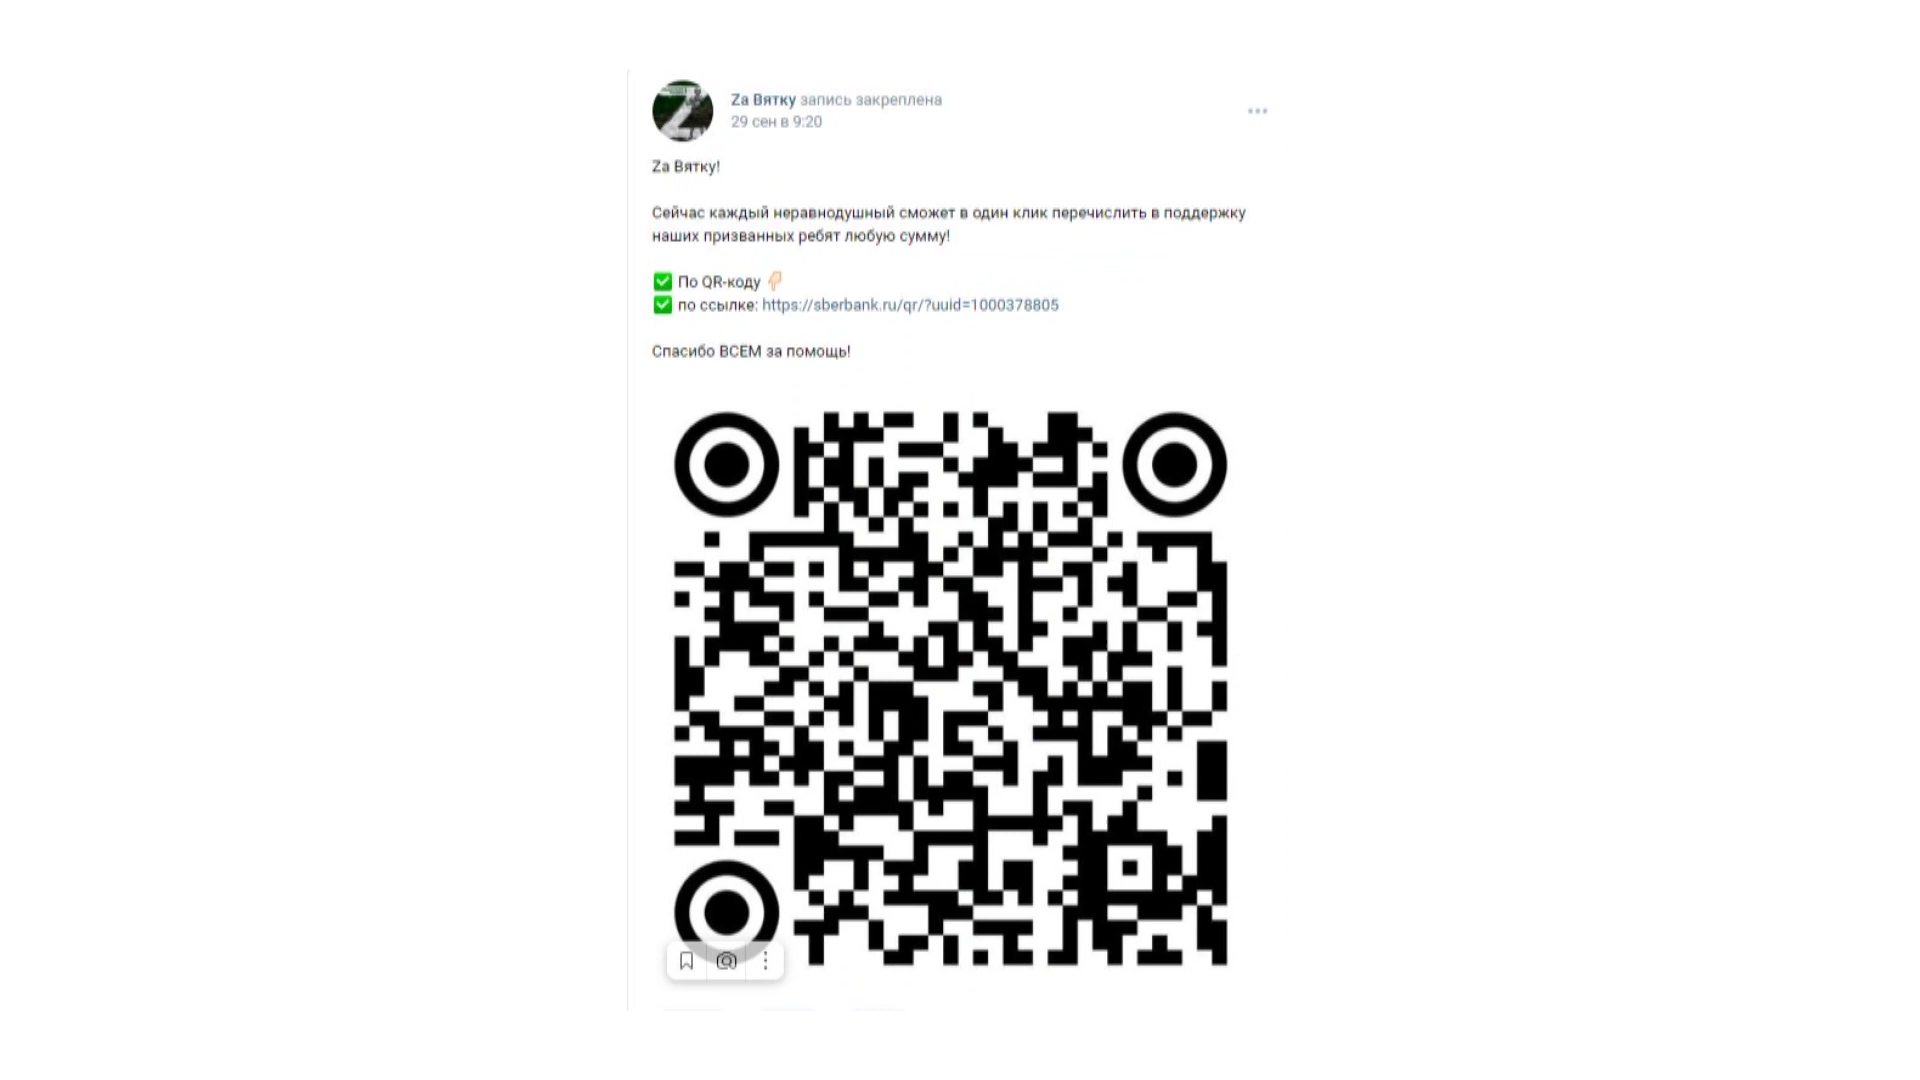 Za Вятку запись закреплена
29 сен в 9:20
Za Вятку!
Сейчас каждый неравнодушный сможет в один клик перечислить в поддержку
наших призванных ребят любую сумму!
✅ По QR-коду 👇🏻
✅ по ссылке: https://sberbank.ru/qr/?uuid=1000378805
Спасибо ВСЕМ за помощь!